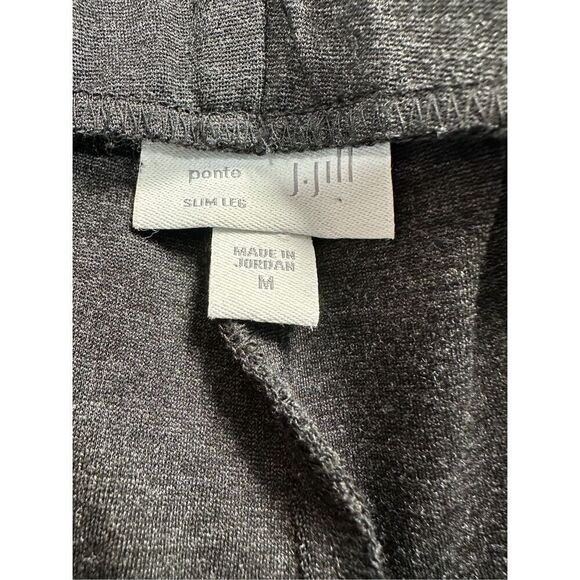 ponte
J.Jill
SLIM LEG
MADE IN
JORDAN
M